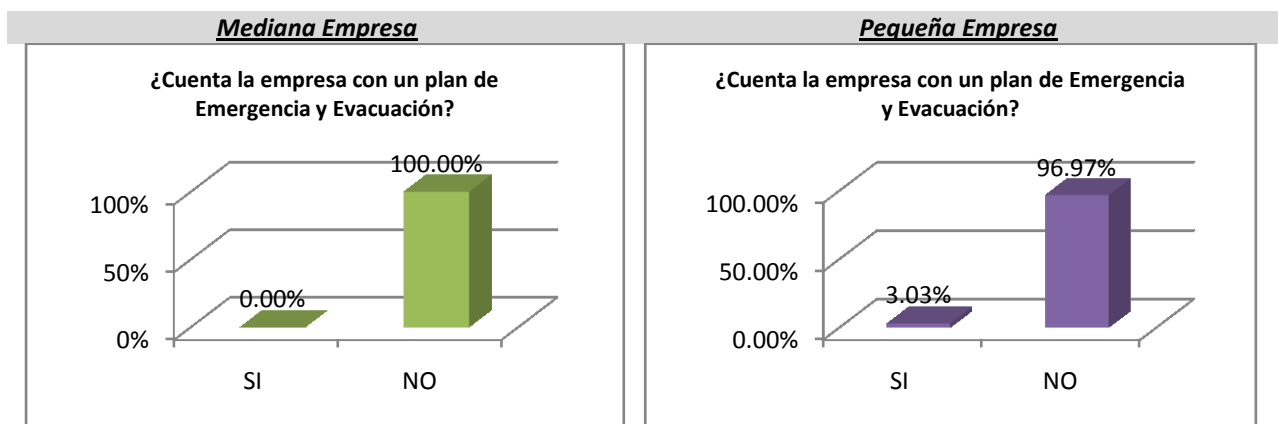 Mediana Empresa
¿Cuenta la empresa con un plan de
Emergencia y Evacuación?
100.00%
100%
50%
0.00%
0%
SI NO
Pequeña Empresa
¿Cuenta la empresa con un plan de Emergencia
y Evacuación?
96.97%
100.00%
50.00%
3.03%
0.00%
SI NO